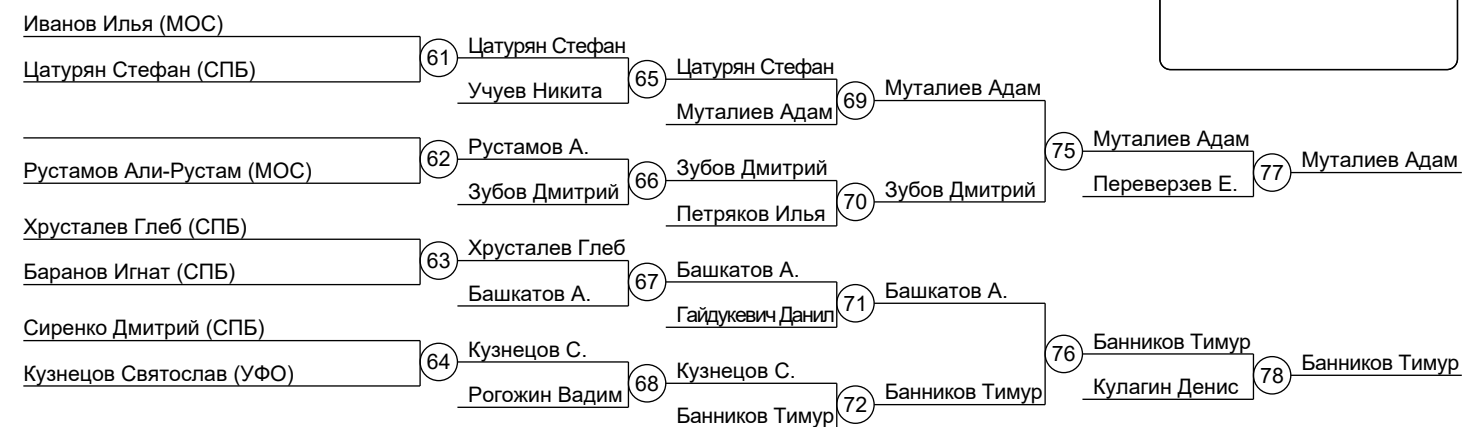 Иванов Илья (МОС)
Цатурян Стефан (СПБ)
61
Цатурян Стефан
Учуев Никита
65
Цатурян Стефан
Муталиев Адам
69
Муталиев Адам
Рустамов Али-Рустам (МОС)
62
Рустамов А.
Зубов Дмитрий
66
Зубов Дмитрий
Петряков Илья
70
Зубов Дмитрий
75
Муталиев Адам
Переверзев Е.
77
Муталиев Адам
Хрусталев Глеб (СПБ)
Баранов Игнат (СПБ)
63
Хрусталев Глеб
Башкатов А.
67
Башкатов А.
Гайдукевич Данил
71
Башкатов А.
Сиренко Дмитрий (СПБ)
Кузнецов Святослав (УФО)
64
Кузнецов С.
Рогожин Вадим
68
Кузнецов С.
Банников Тимур
72
Банников Тимур
76
Банников Тимур
Кулагин Денис
78
Банников Тимур